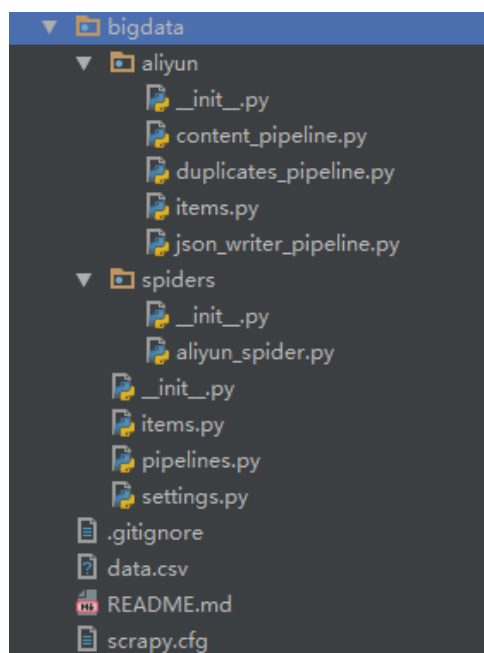 bigdata
aliyun
__init__.py
content_pipeline.py
duplicates_pipeline.py
items.py
json_writer_pipeline.py
spiders
__init__.py
aliyun_spider.py
__init__.py
items.py
pipelines.py
settings.py
.gitignore
data.csv
README.md
scrapy.cfg